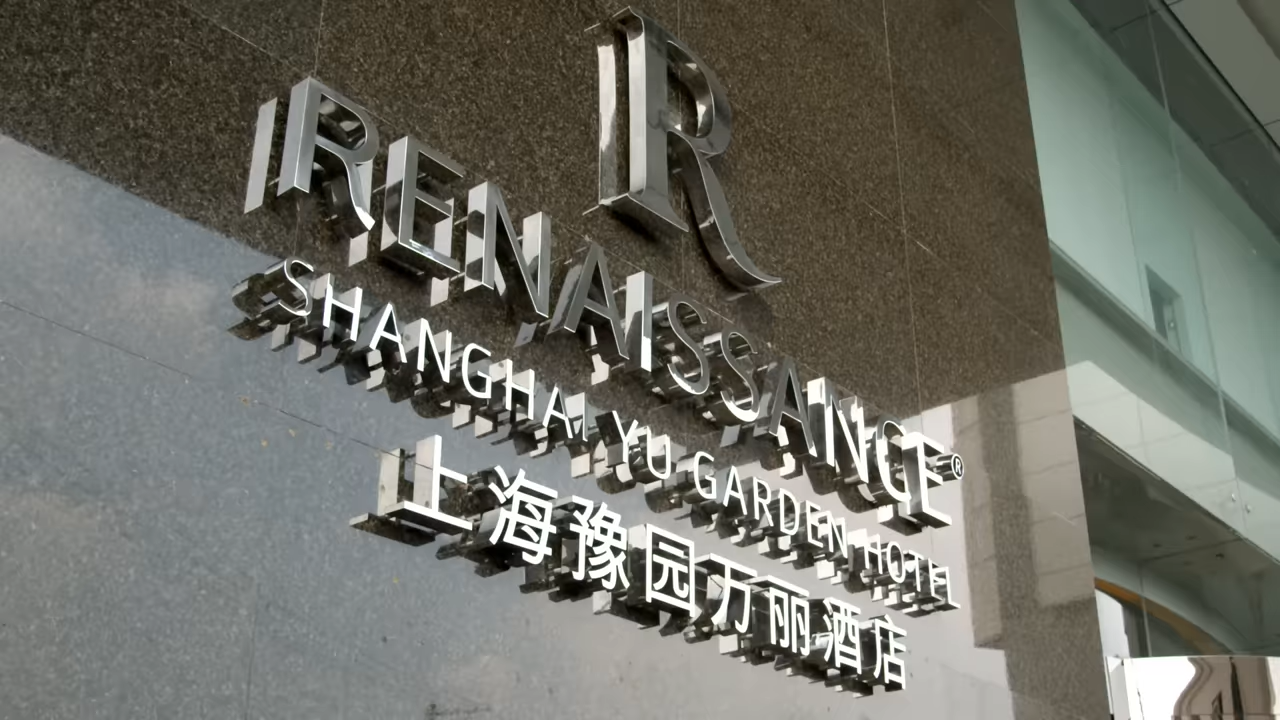 R
RENAISSANCE®
SHANGHAI YU GARDEN HOTEL
上海豫园万丽酒店